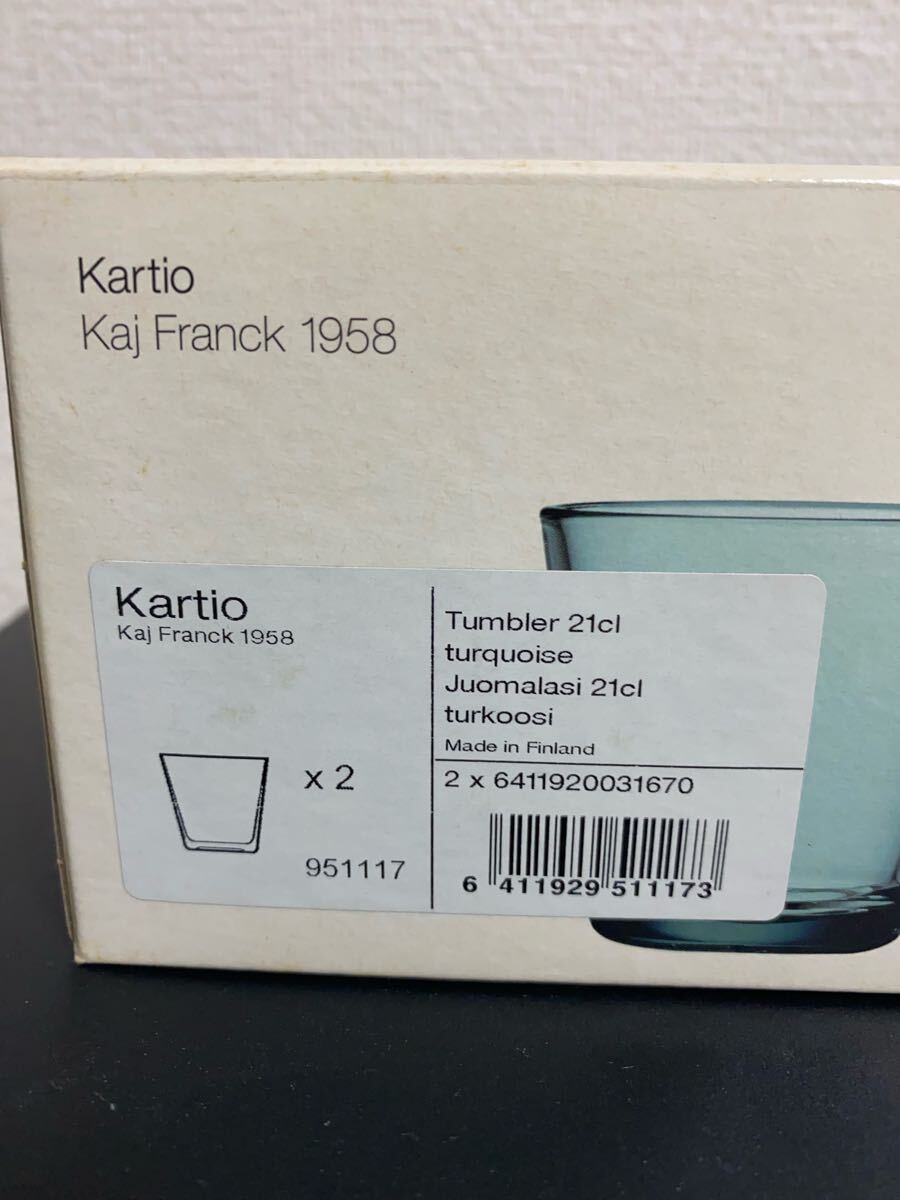 Kartio
Kaj Franck 1958
Kartio
Kaj Franck 1958
x 2
951117
Tumbler 21cl
turquoise
Juomalasi 21cl
turkoosi
Made in Finland
2 x 6411920031670
6 411929 511173